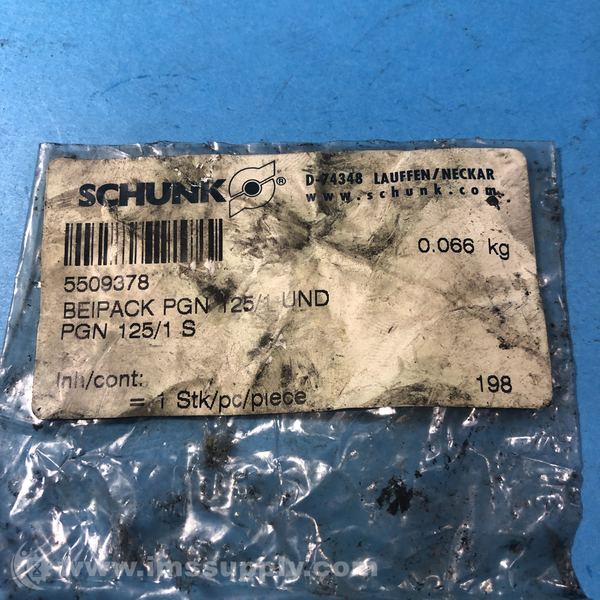 SCHUNK ® D-74348 LAUFFEN/NECKAR
www.schunk.com
0.066 kg
5509378
BEIPACK PGN 125/1 UND
PGN 125/1 S
Inh/cont:
= 1 Stk/pc/piece 198
www.imssupply.com